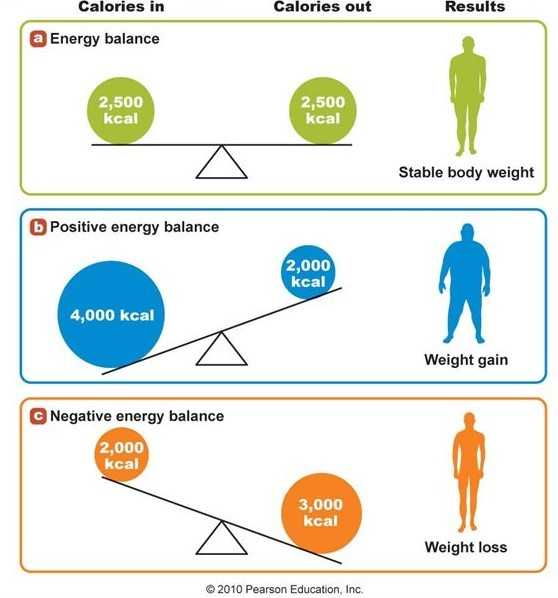 Calories in Calories out Results
a Energy balance
2,500
kcal
2,500
kcal
Stable body weight
b Positive energy balance
4,000 kcal
2,000
kcal
Weight gain
c Negative energy balance
2,000
kcal
3,000
kcal
Weight loss
© 2010 Pearson Education, Inc.